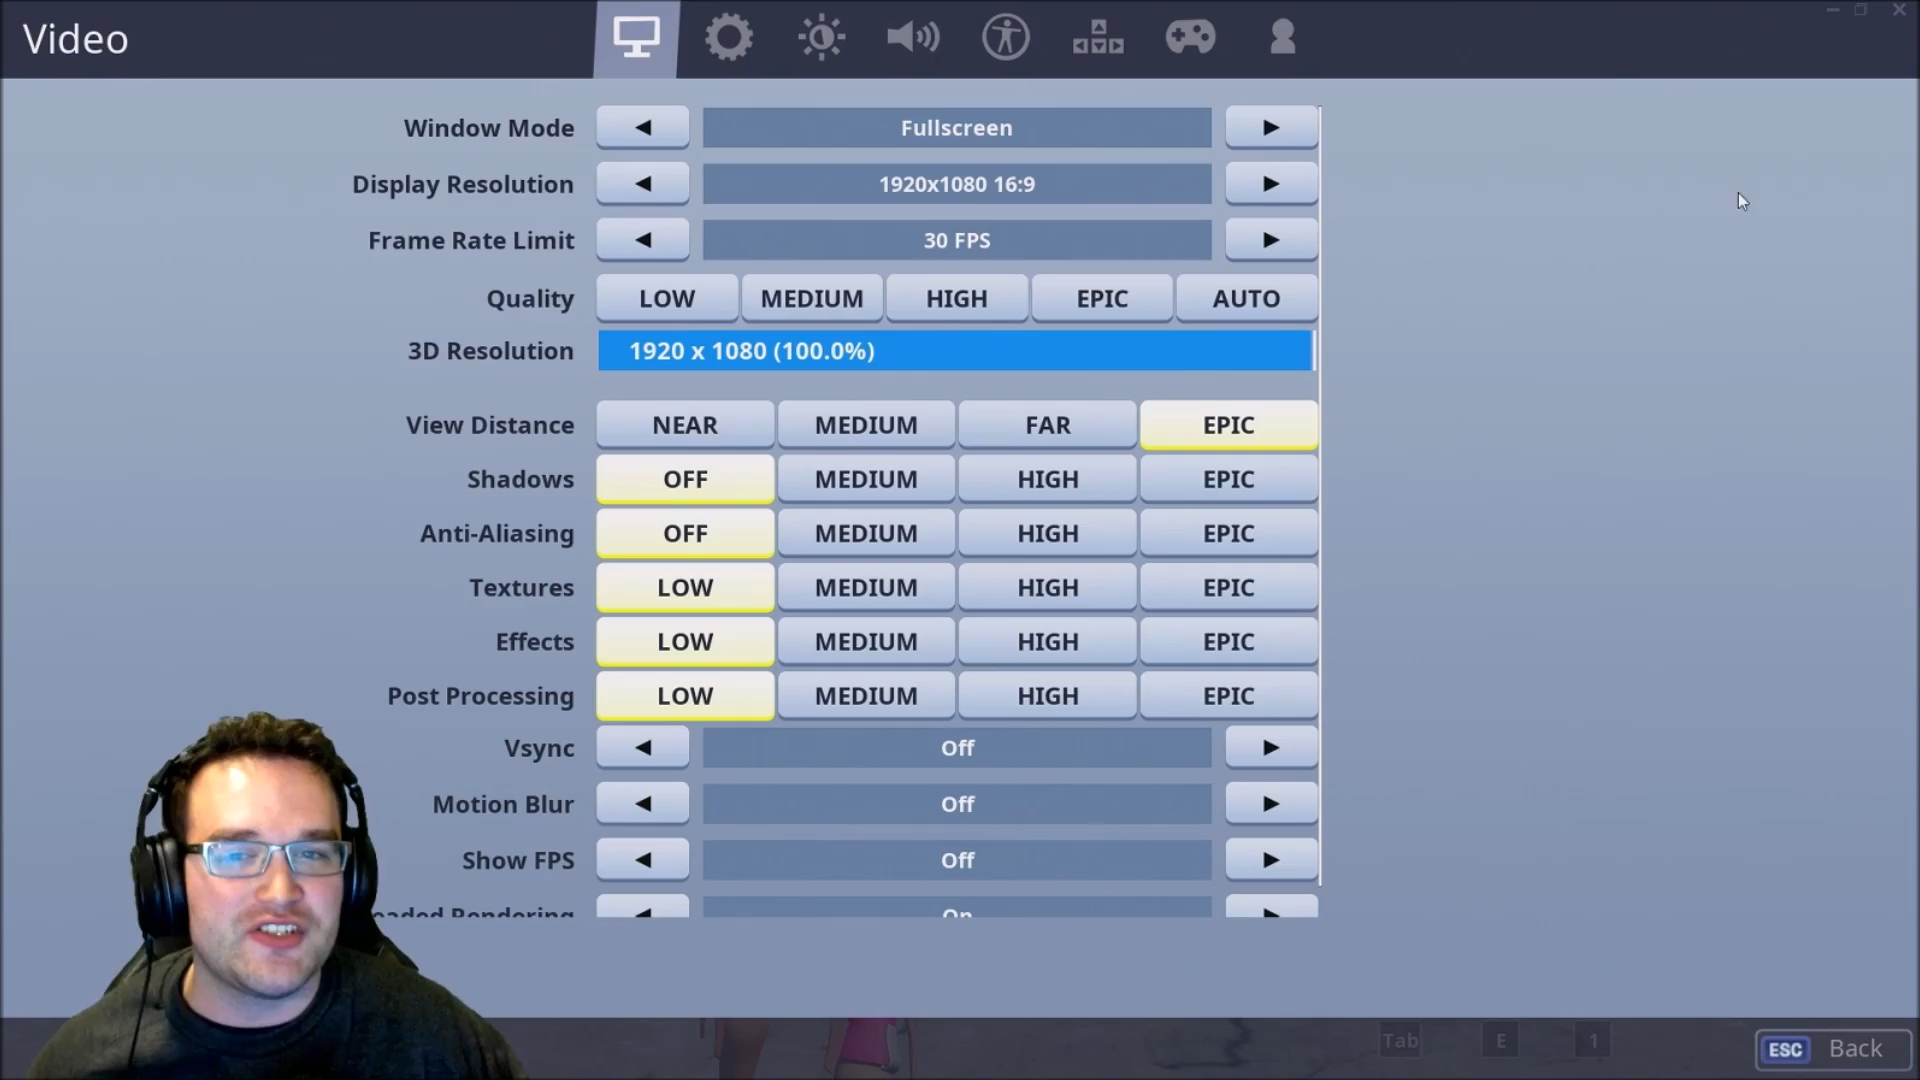 Video
Window Mode Fullscreen
Display Resolution 1920x1080 16:9
Frame Rate Limit 30 FPS
Quality LOW MEDIUM HIGH EPIC AUTO
3D Resolution 1920 x 1080 (100.0%)
View Distance NEAR MEDIUM FAR EPIC
Shadows OFF MEDIUM HIGH EPIC
Anti-Aliasing OFF MEDIUM HIGH EPIC
Textures LOW MEDIUM HIGH EPIC
Effects LOW MEDIUM HIGH EPIC
Post Processing LOW MEDIUM HIGH EPIC
Vsync Off
Motion Blur Off
Show FPS Off
Rendering On
Tab E 1
ESC Back